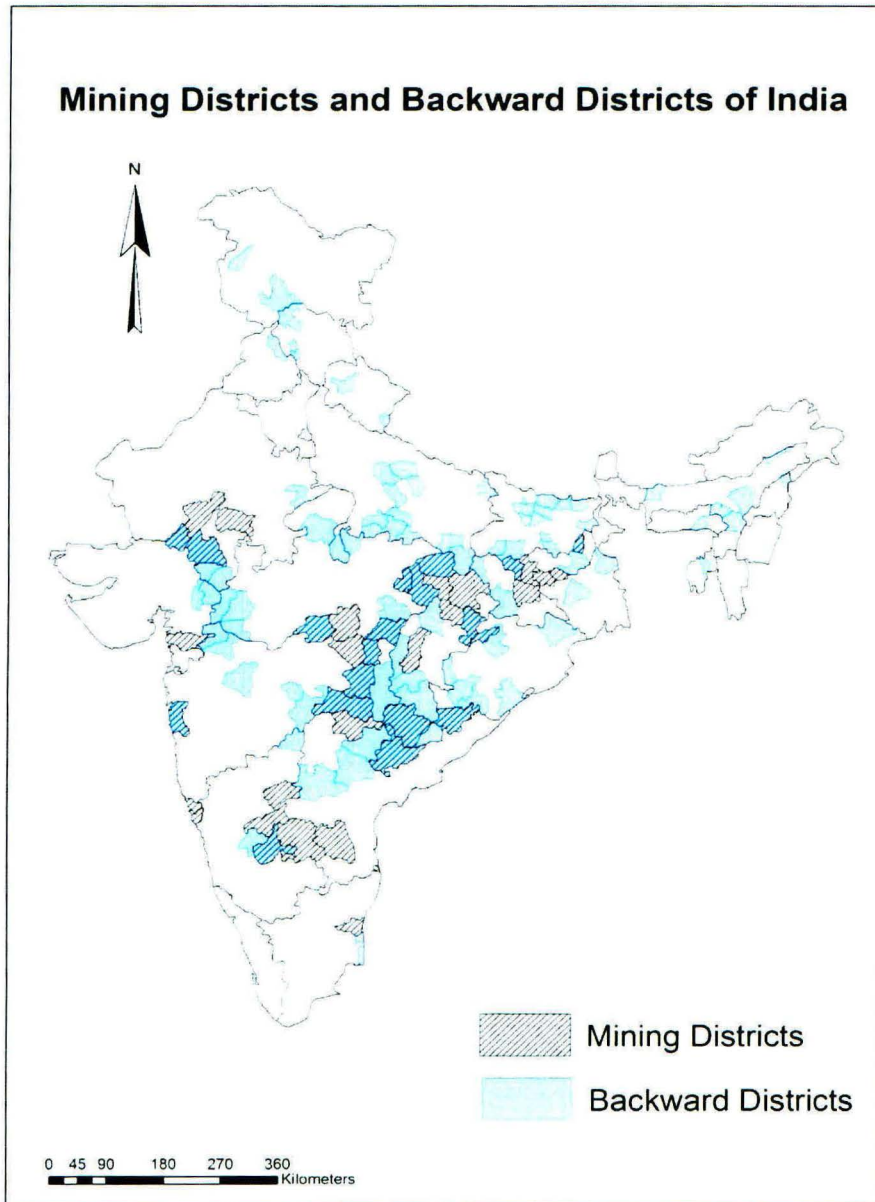 Mining Districts and Backward Districts of India
N
Mining Districts
Backward Districts
0 45 90 180 270 360
Kilometers